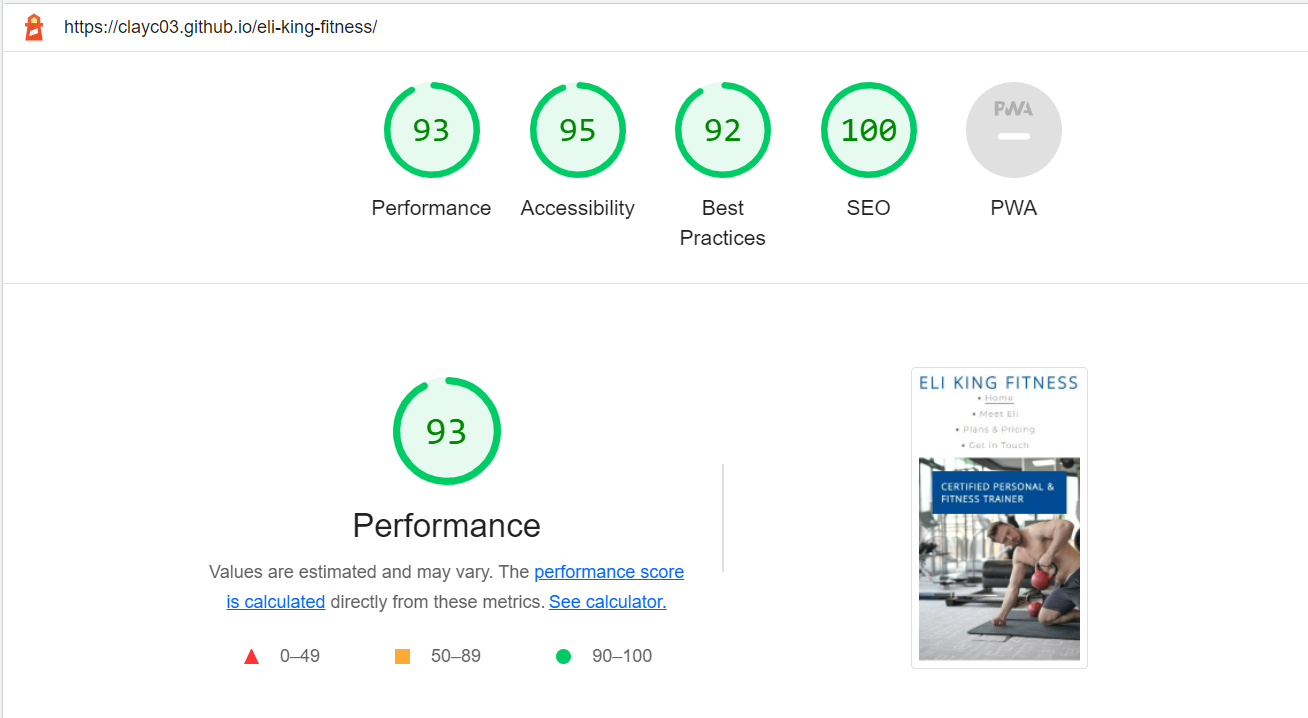 https://clayc03.github.io/eli-king-fitness/
93
95
92
100
PWA
Performance
Accessibility
Best
Practices
SEO
PWA
93
Performance
Values are estimated and may vary. The performance score
is calculated directly from these metrics. See calculator.
0–49
50–89
90–100
ELI KING FITNESS
Home
Meet Eli
Plans & Pricing
Get in Touch
CERTIFIED PERSONAL &
FITNESS TRAINER